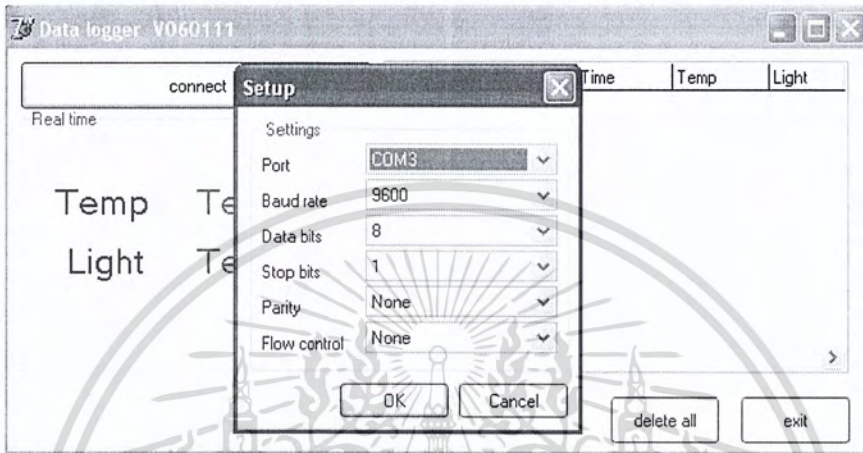 Data logger V060111
connect
Time Temp Light
Real time
Temp Te
Light Te
Setup
Settings
Port COM3
Baud rate 9600
Data bits 8
Stop bits 1
Parity None
Flow control None
OK Cancel
delete all exit